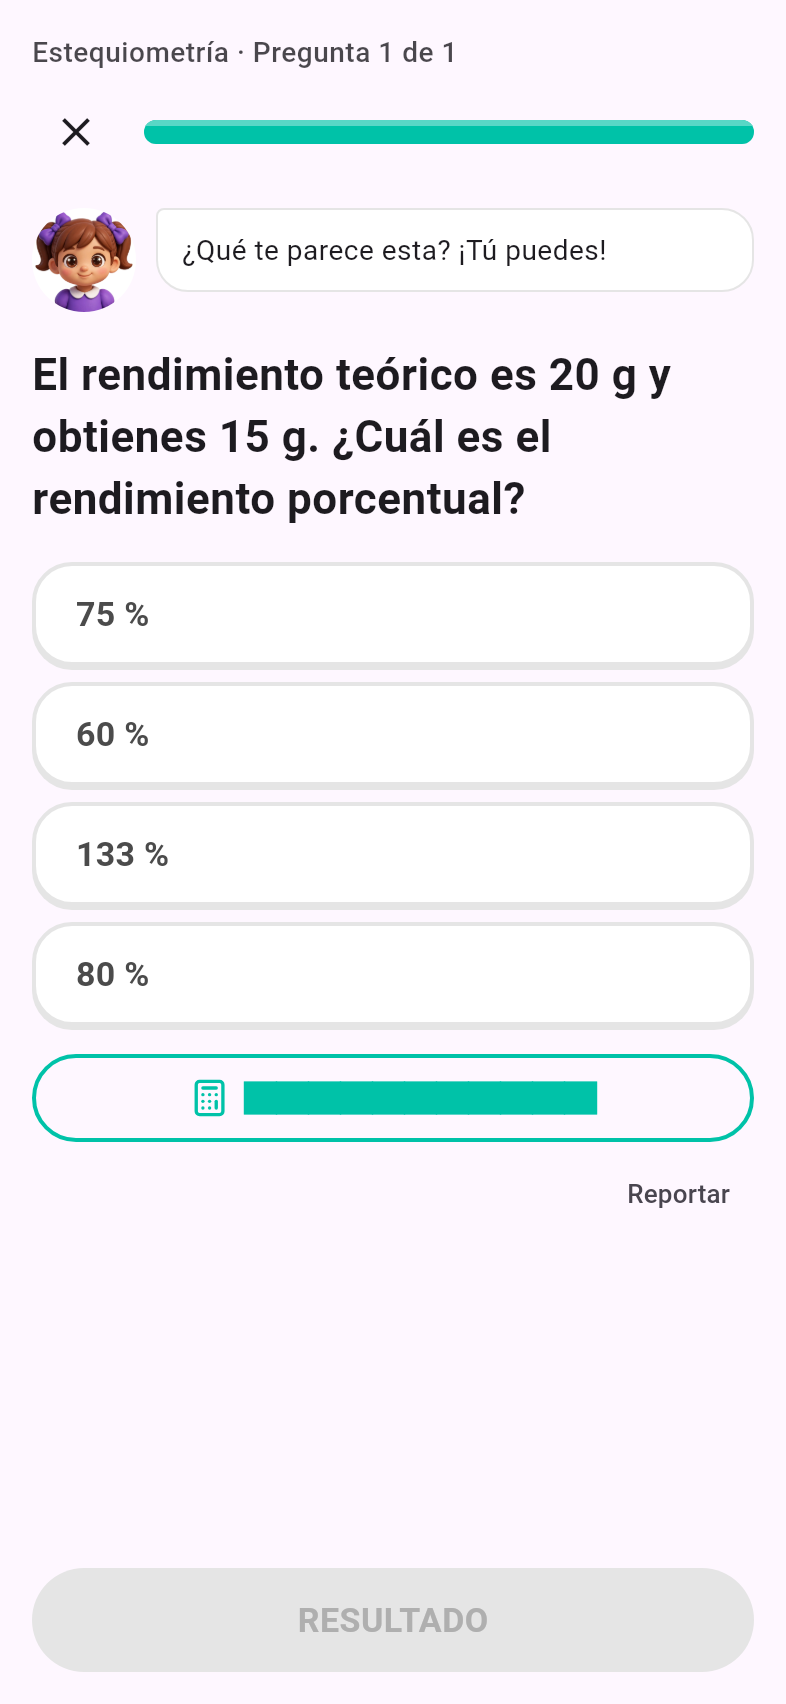 Estequiometría · Pregunta 1 de 1
¿Qué te parece esta? ¡Tú puedes!
El rendimiento teórico es 20 g y
obtienes 15 g. ¿Cuál es el
rendimiento porcentual?
75 %
60 %
133 %
80 %
Reportar
RESULTADO